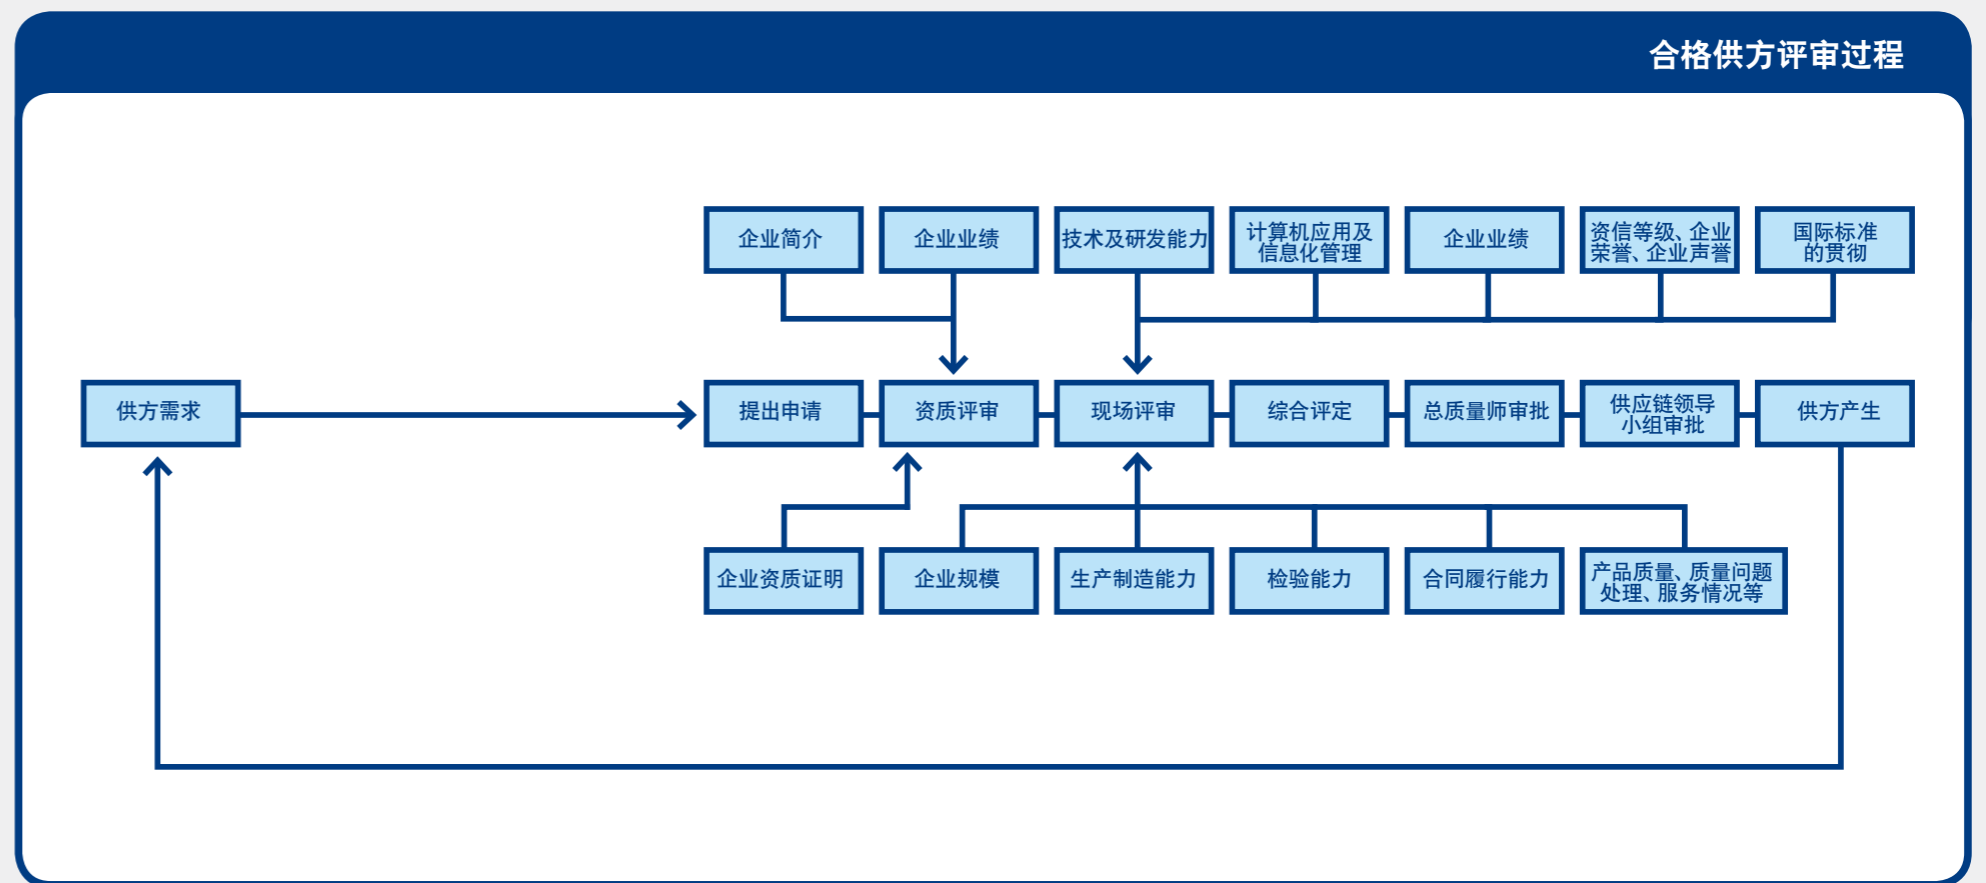 合格供方评审过程
企业简介
企业业绩
技术及研发能力
计算机应用及
信息化管理
企业业绩
资信等级、企业
荣誉、企业声誉
国际标准
的贯彻
供方需求
提出申请
资质评审
现场评审
综合评定
总质量师审批
供应链领导
小组审批
供方产生
企业资质证明
企业规模
生产制造能力
检验能力
合同履行能力
产品质量、质量问题
处理、服务情况等